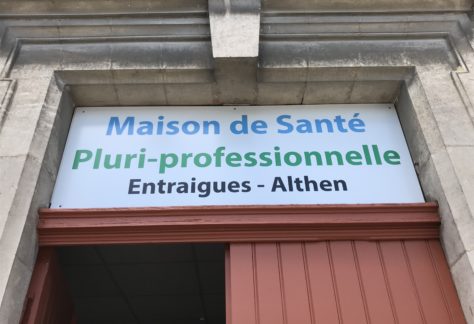 Maison de Santé
Pluri-professionnelle
Entraigues - Althen